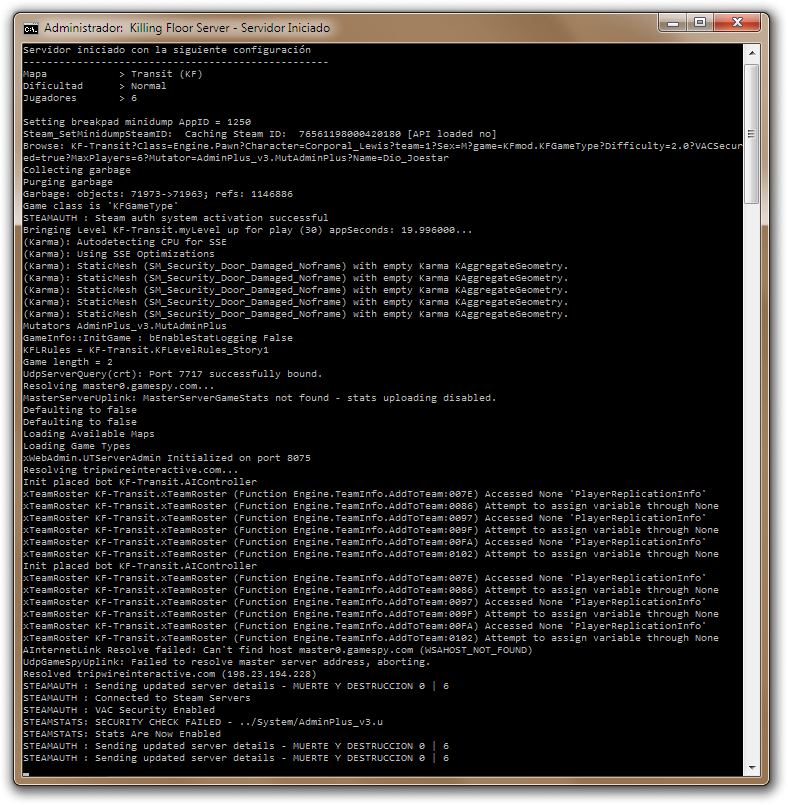 Administrador:  Killing Floor Server - Servidor Iniciado
Servidor iniciado con la siguiente configuración
---------------------------------------------------
Mapa            > Transit (KF)
Dificultad      > Normal
Jugadores       > 6
Setting breakpad minidump AppID = 1250
Steam_SetMinidumpSteamID:  Caching Steam ID:  76561198000420180 [API loaded no]
Browse: KF-Transit?Class=Engine.Pawn?Character=Corporal_Lewis?team=1?Sex=M?game=KFmod.KFGameType?Difficulty=2.0?VACSecur
ed=true?MaxPlayers=6?Mutator=AdminPlus_v3.MutAdminPlus?Name=Dio_Joestar
Collecting garbage
Purging garbage
Garbage: objects: 71973->71963; refs: 1146886
Game class is 'KFGameType'
STEAMAUTH : Steam auth system activation successful
Bringing Level KF-Transit.myLevel up for play (30) appSeconds: 19.996000...
(Karma): Autodetecting CPU for SSE
(Karma): Using SSE Optimizations
(Karma): StaticMesh (SM_Security_Door_Damaged_Noframe) with empty Karma KAggregateGeometry.
(Karma): StaticMesh (SM_Security_Door_Damaged_Noframe) with empty Karma KAggregateGeometry.
(Karma): StaticMesh (SM_Security_Door_Damaged_Noframe) with empty Karma KAggregateGeometry.
(Karma): StaticMesh (SM_Security_Door_Damaged_Noframe) with empty Karma KAggregateGeometry.
(Karma): StaticMesh (SM_Security_Door_Damaged_Noframe) with empty Karma KAggregateGeometry.
Mutators AdminPlus_v3.MutAdminPlus
GameInfo::InitGame : bEnableStatLogging False
KFLRules = KF-Transit.KFLevelRules_Story1
Game length = 2
UdpServerQuery(crt): Port 7717 successfully bound.
Resolving master0.gamespy.com...
MasterServerUplink: MasterServerGameStats not found - stats uploading disabled.
Defaulting to false
Defaulting to false
Loading Available Maps
Loading Game Types
xWebAdmin.UTServerAdmin Initialized on port 8075
Resolving tripwireinteractive.com...
Init placed bot KF-Transit.AIController
xTeamRoster KF-Transit.xTeamRoster (Function Engine.TeamInfo.AddToTeam:007E) Accessed None 'PlayerReplicationInfo'
xTeamRoster KF-Transit.xTeamRoster (Function Engine.TeamInfo.AddToTeam:0086) Attempt to assign variable through None
xTeamRoster KF-Transit.xTeamRoster (Function Engine.TeamInfo.AddToTeam:0097) Accessed None 'PlayerReplicationInfo'
xTeamRoster KF-Transit.xTeamRoster (Function Engine.TeamInfo.AddToTeam:009F) Attempt to assign variable through None
xTeamRoster KF-Transit.xTeamRoster (Function Engine.TeamInfo.AddToTeam:00FA) Accessed None 'PlayerReplicationInfo'
xTeamRoster KF-Transit.xTeamRoster (Function Engine.TeamInfo.AddToTeam:0102) Attempt to assign variable through None
Init placed bot KF-Transit.AIController
xTeamRoster KF-Transit.xTeamRoster (Function Engine.TeamInfo.AddToTeam:007E) Accessed None 'PlayerReplicationInfo'
xTeamRoster KF-Transit.xTeamRoster (Function Engine.TeamInfo.AddToTeam:0086) Attempt to assign variable through None
xTeamRoster KF-Transit.xTeamRoster (Function Engine.TeamInfo.AddToTeam:0097) Accessed None 'PlayerReplicationInfo'
xTeamRoster KF-Transit.xTeamRoster (Function Engine.TeamInfo.AddToTeam:009F) Attempt to assign variable through None
xTeamRoster KF-Transit.xTeamRoster (Function Engine.TeamInfo.AddToTeam:00FA) Accessed None 'PlayerReplicationInfo'
xTeamRoster KF-Transit.xTeamRoster (Function Engine.TeamInfo.AddToTeam:0102) Attempt to assign variable through None
AInternetLink Resolve failed: Can't find host master0.gamespy.com (WSAHOST_NOT_FOUND)
UdpGameSpyUplink: Failed to resolve master server address, aborting.
Resolved tripwireinteractive.com (198.23.194.228)
STEAMAUTH : Sending updated server details - MUERTE Y DESTRUCCION 0 | 6
STEAMAUTH : Connected to Steam Servers
STEAMAUTH : VAC Security Enabled
STEAMSTATS: SECURITY CHECK FAILED - ../System/AdminPlus_v3.u
STEAMSTATS: Stats Are Now Enabled
STEAMAUTH : Sending updated server details - MUERTE Y DESTRUCCION 0 | 6
STEAMAUTH : Sending updated server details - MUERTE Y DESTRUCCION 0 | 6